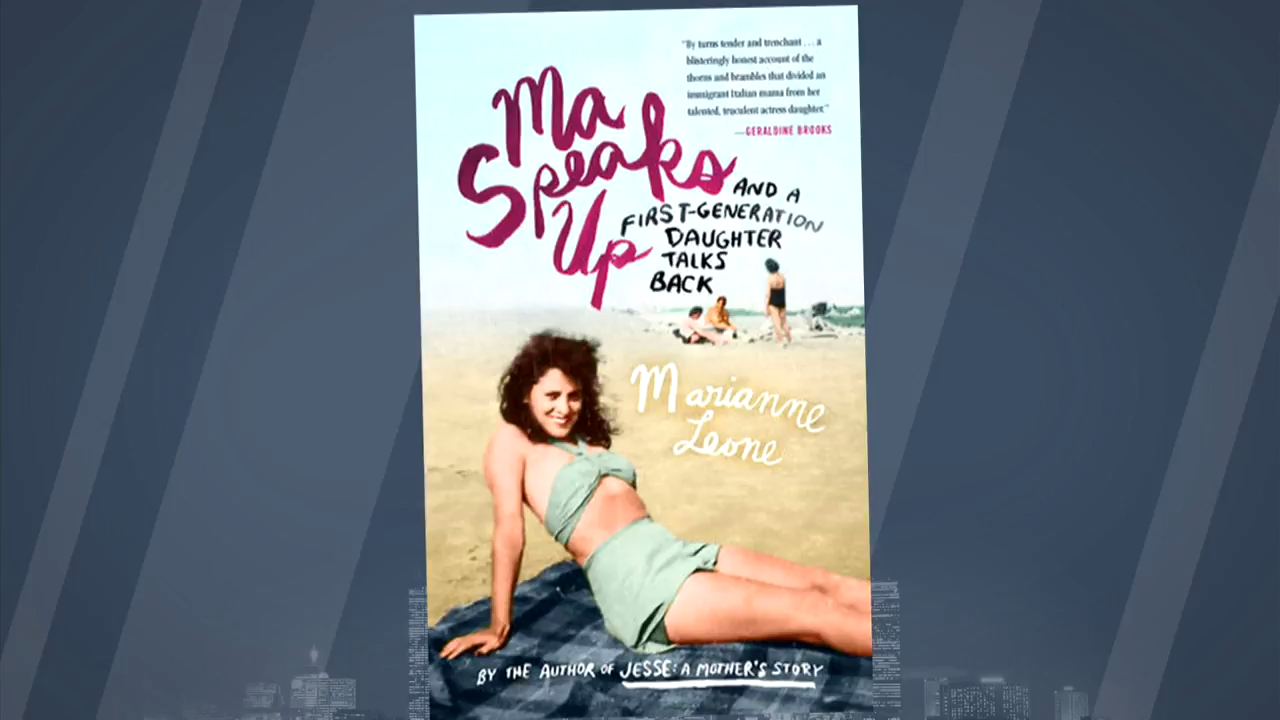 "By turns tender and trenchant . . . a
blisteringly honest account of the
thorns and brambles that divided an
immigrant Italian mama from her
talented, truculent actress daughter."
—GERALDINE BROOKS
Ma
Speaks
Up
AND A
FIRST-GENERATION
DAUGHTER
TALKS
BACK
Marianne
Leone
BY THE AUTHOR OF JESSE: A MOTHER'S STORY